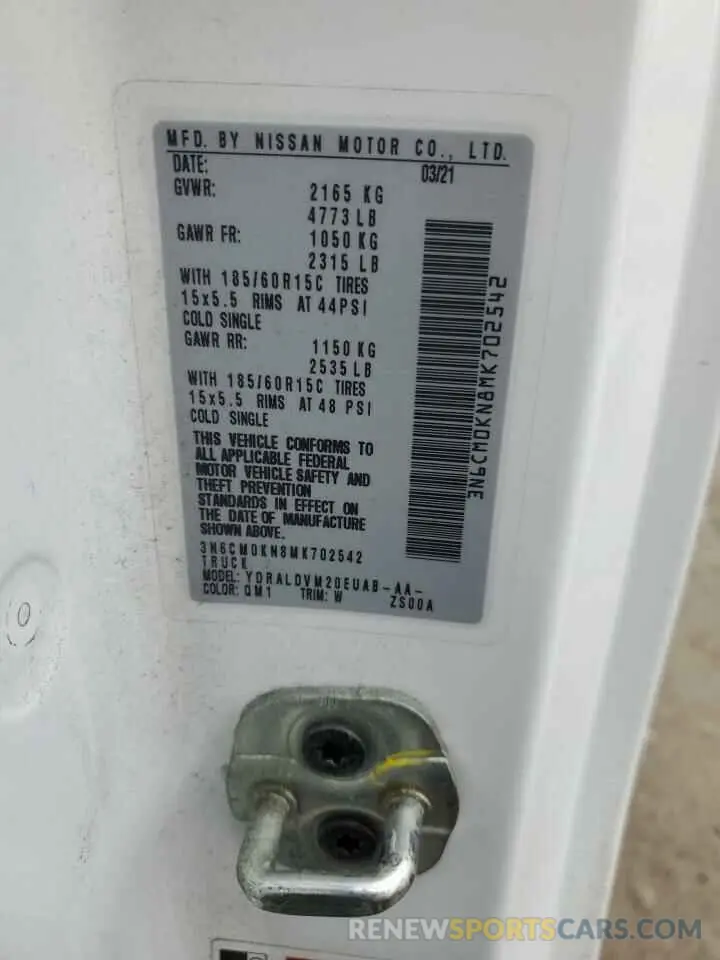 MFD. BY NISSAN MOTOR CO., LTD.
DATE: 03/21
GVWR: 2165 KG
4773 LB
GAWR FR: 1050 KG
2315 LB
WITH 185/60R15C TIRES
15x5.5 RIMS AT 44PSI
COLD SINGLE
GAWR RR: 1150 KG
2535 LB
WITH 185/60R15C TIRES
15x5.5 RIMS AT 48 PSI
COLD SINGLE
THIS VEHICLE CONFORMS TO
ALL APPLICABLE FEDERAL
MOTOR VEHICLE SAFETY AND
THEFT PREVENTION
STANDARDS IN EFFECT ON
THE DATE OF MANUFACTURE
SHOWN ABOVE.
3N6CM0KN8MK702542
TRUCK
MODEL: YDRALDVM20EUAB-AA-
COLOR: QM1 TRIM: W ZS00A
3N6CM0KN8MK702542
RENEWSPORTCARS.COM